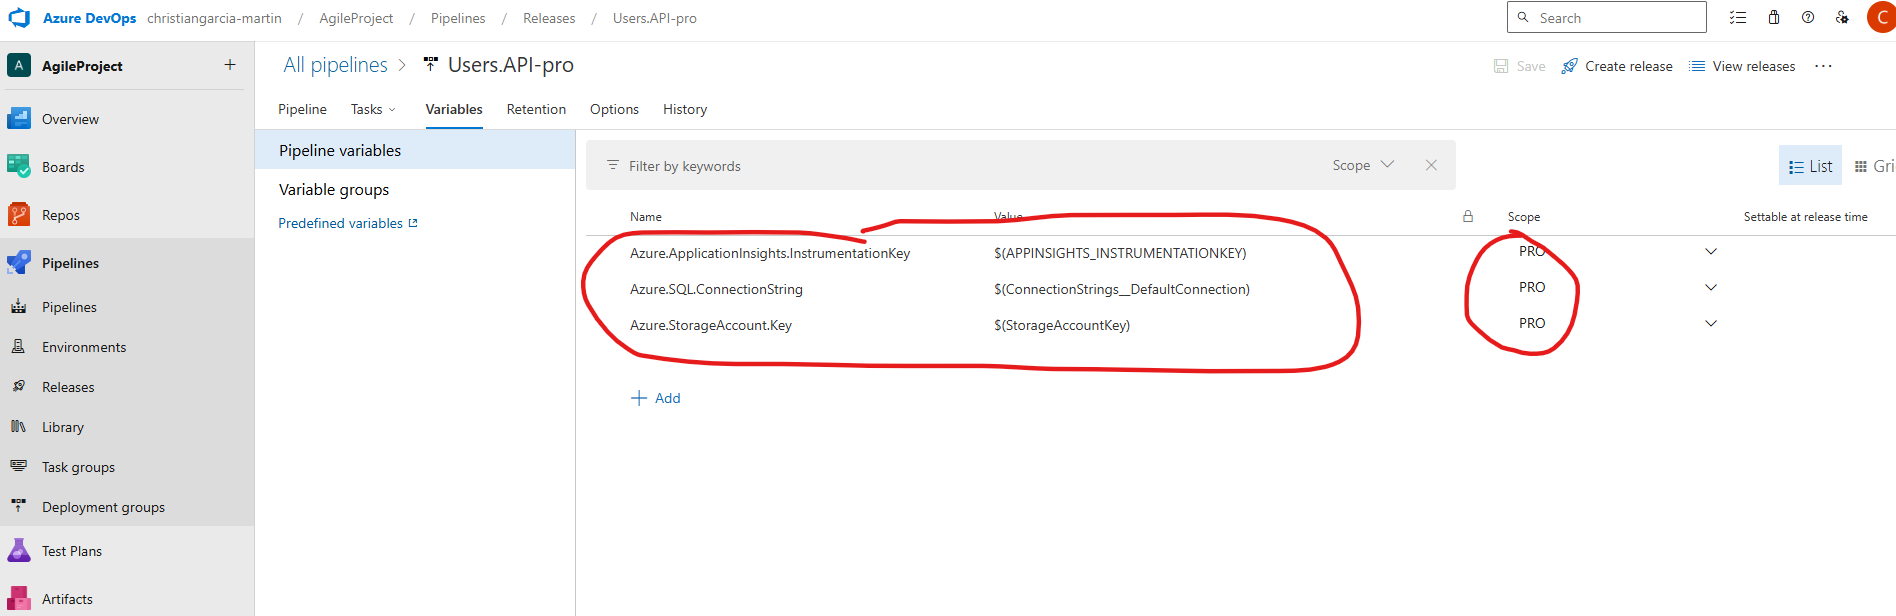 Azure DevOps christiangarcia-martin / AgileProject / Pipelines / Releases / Users.API-pro Search C
A AgileProject +
All pipelines > Users.API-pro Save Create release View releases ...
Pipeline Tasks Variables Retention Options History
Overview
Boards
Repos
Pipelines
Pipelines
Environments
Releases
Library
Task groups
Deployment groups
Test Plans
Artifacts
Pipeline variables
Variable groups
Predefined variables
Filter by keywords Scope List Gri
Name Value Scope Settable at release time
Azure.ApplicationInsights.InstrumentationKey $(APPINSIGHTS_INSTRUMENTATIONKEY) PRO
Azure.SQL.ConnectionString $(ConnectionStrings__DefaultConnection) PRO
Azure.StorageAccount.Key $(StorageAccountKey) PRO
+ Add